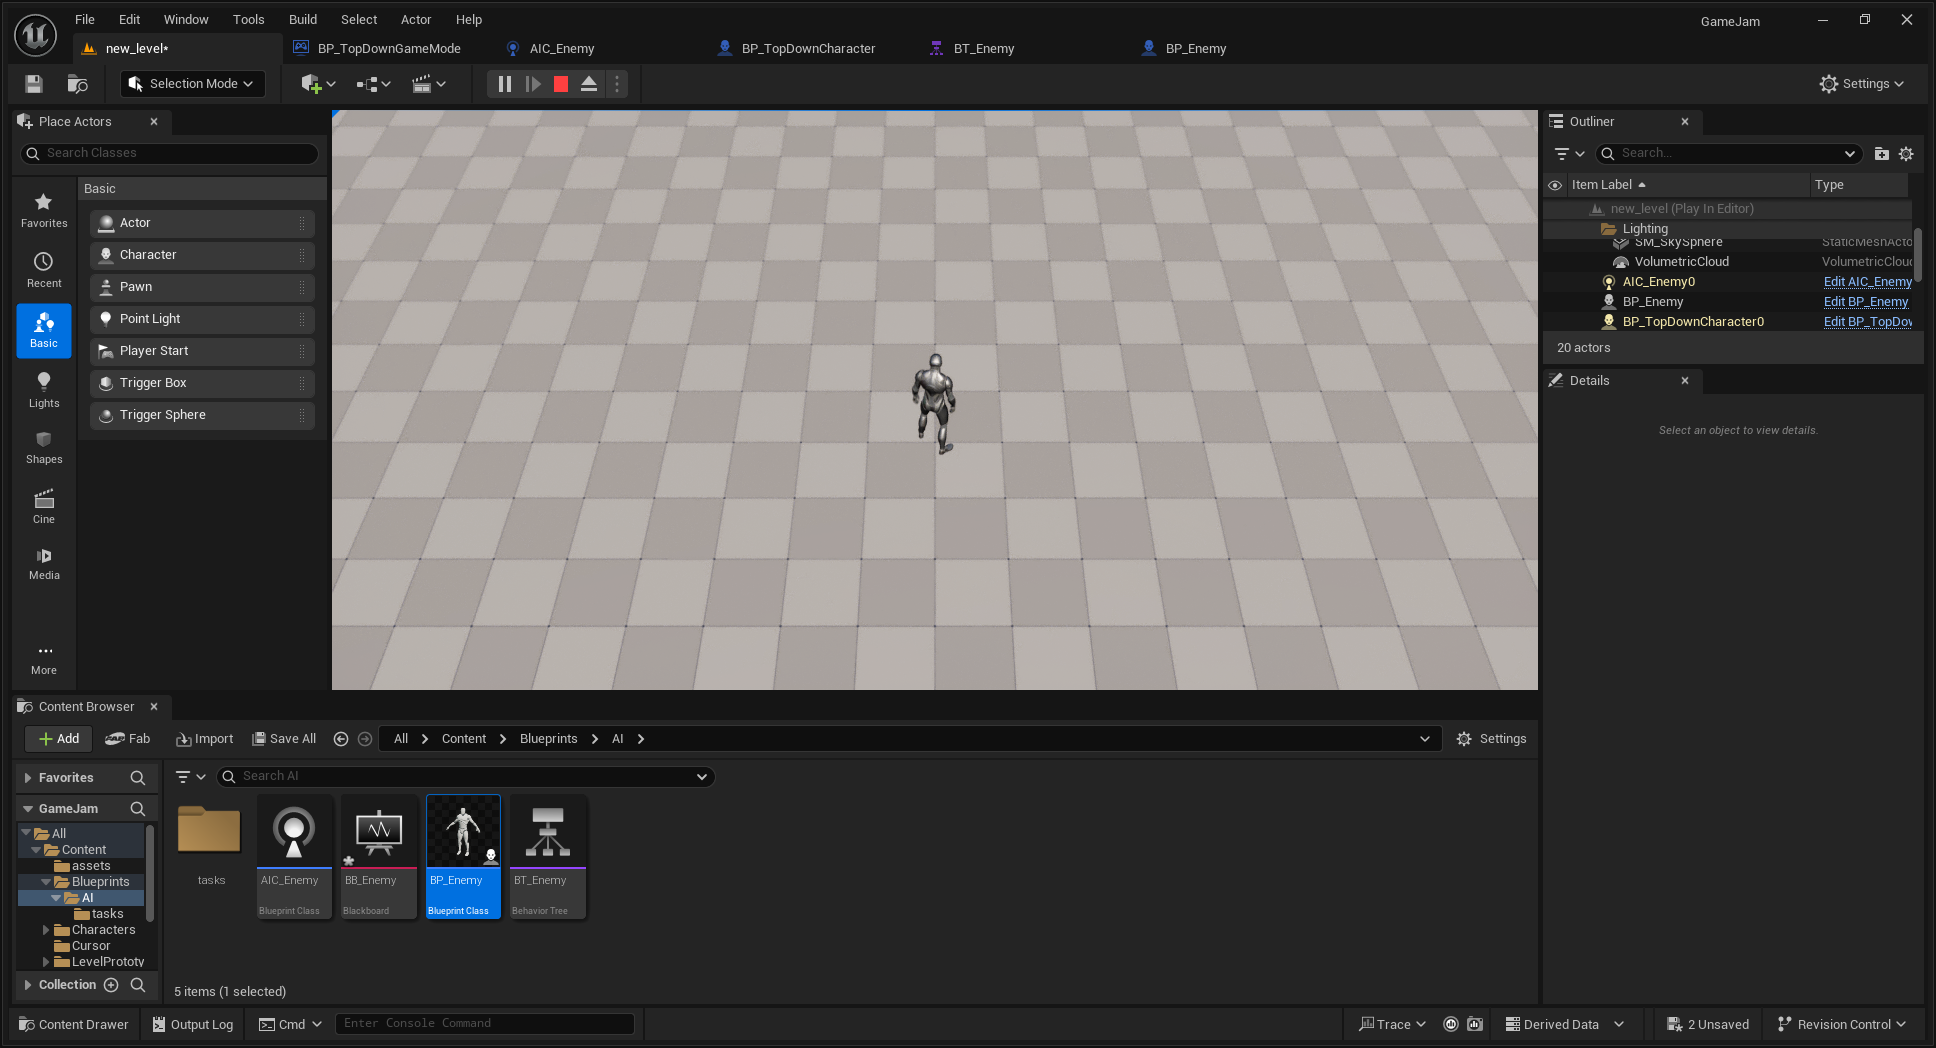 File Edit Window Tools Build Select Actor Help
GameJam
new_level*
BP_TopDownGameMode
AIC_Enemy
BP_TopDownCharacter
BT_Enemy
BP_Enemy
Selection Mode
Settings
Place Actors
Search Classes
Favorites
Recent
Basic
Lights
Shapes
Cine
Media
More
Basic
Actor
Character
Pawn
Point Light
Player Start
Trigger Box
Trigger Sphere
Outliner
Search...
Item Label Type
new_level (Play In Editor)
Lighting
SM_SkySphere StaticMeshActo
VolumetricCloud VolumetricCloud
AIC_Enemy0 Edit AIC_Enemy
BP_Enemy Edit BP_Enemy
BP_TopDownCharacter0 Edit BP_TopDow
20 actors
Details
Select an object to view details.
Content Browser
Add Fab Import Save All All Content Blueprints AI Settings
Favorites
GameJam
All
Content
assets
Blueprints
AI
tasks
Characters
Cursor
LevelPrototy
Collection
Search AI
tasks
AIC_Enemy
Blueprint Class
BB_Enemy
Blackboard
BP_Enemy
Blueprint Class
BT_Enemy
Behavior Tree
5 items (1 selected)
Content Drawer Output Log Cmd Enter Console Command Trace Derived Data 2 Unsaved Revision Control